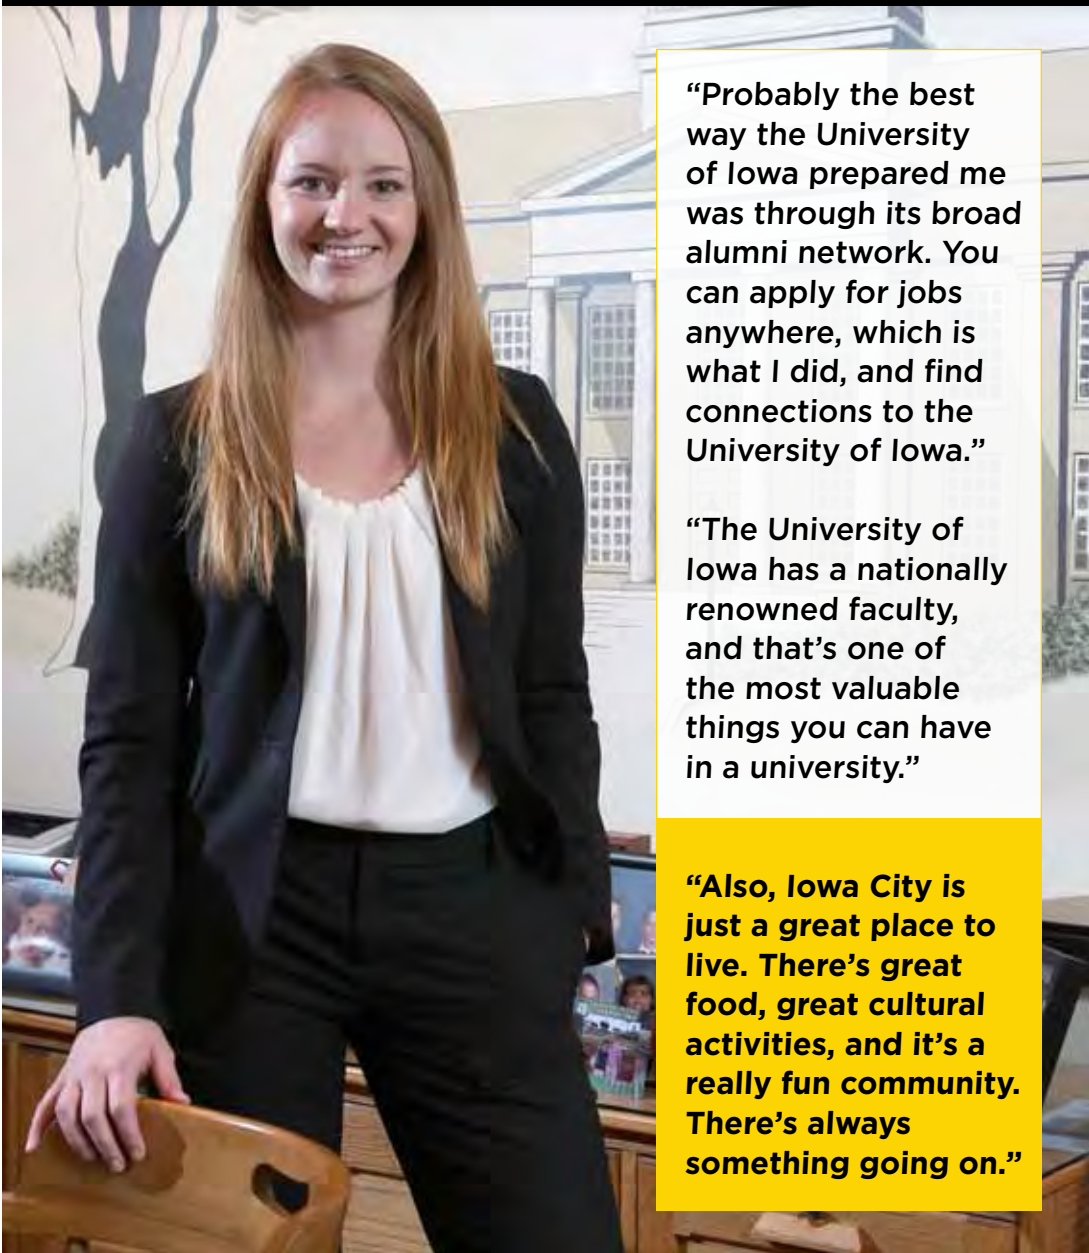 “Probably the best
way the University
of Iowa prepared me
was through its broad
alumni network. You
can apply for jobs
anywhere, which is
what I did, and find
connections to the
University of Iowa.”
“The University of
Iowa has a nationally
renowned faculty,
and that’s one of
the most valuable
things you can have
in a university.”
“Also, Iowa City is
just a great place to
live. There’s great
food, great cultural
activities, and it’s a
really fun community.
There’s always
something going on.”